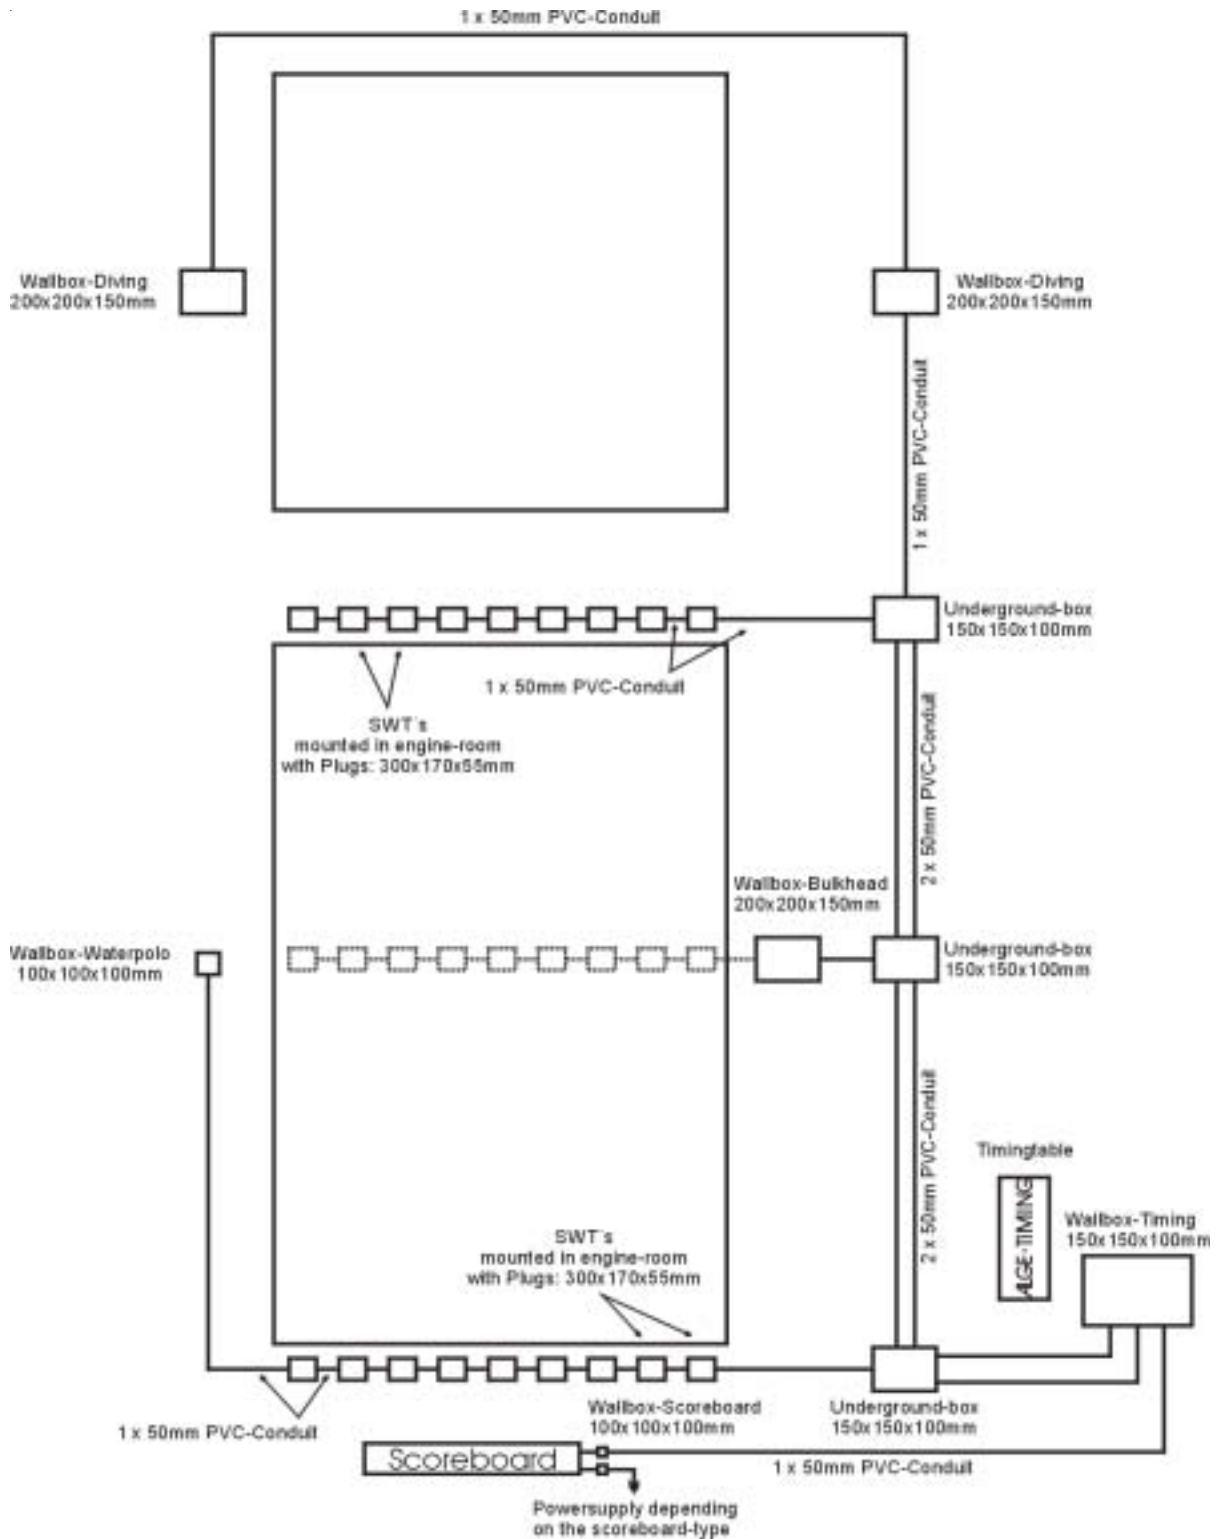 1 x 50mm PVC-Conduit
Wallbox-Diving
200x200x150mm
Wallbox-Diving
200x200x150mm
1 x 50mm PVC-Conduit
Underground-box
150x150x100mm
1 x 50mm PVC-Conduit
SWT´s
mounted in engine-room
with Plugs: 300x170x55mm
2 x 50mm PVC-Conduit
Wallbox-Bulkhead
200x200x150mm
Wallbox-Waterpolo
100x100x100mm
Underground-box
150x150x100mm
2 x 50mm PVC-Conduit
Timingtable
ALGE-TIMING
Wallbox-Timing
150x150x100mm
SWT´s
mounted in engine-room
with Plugs: 300x170x55mm
Wallbox-Scoreboard
100x100x100mm
Underground-box
150x150x100mm
1 x 50mm PVC-Conduit
Scoreboard
1 x 50mm PVC-Conduit
Powersupply depending
on the scoreboard-type